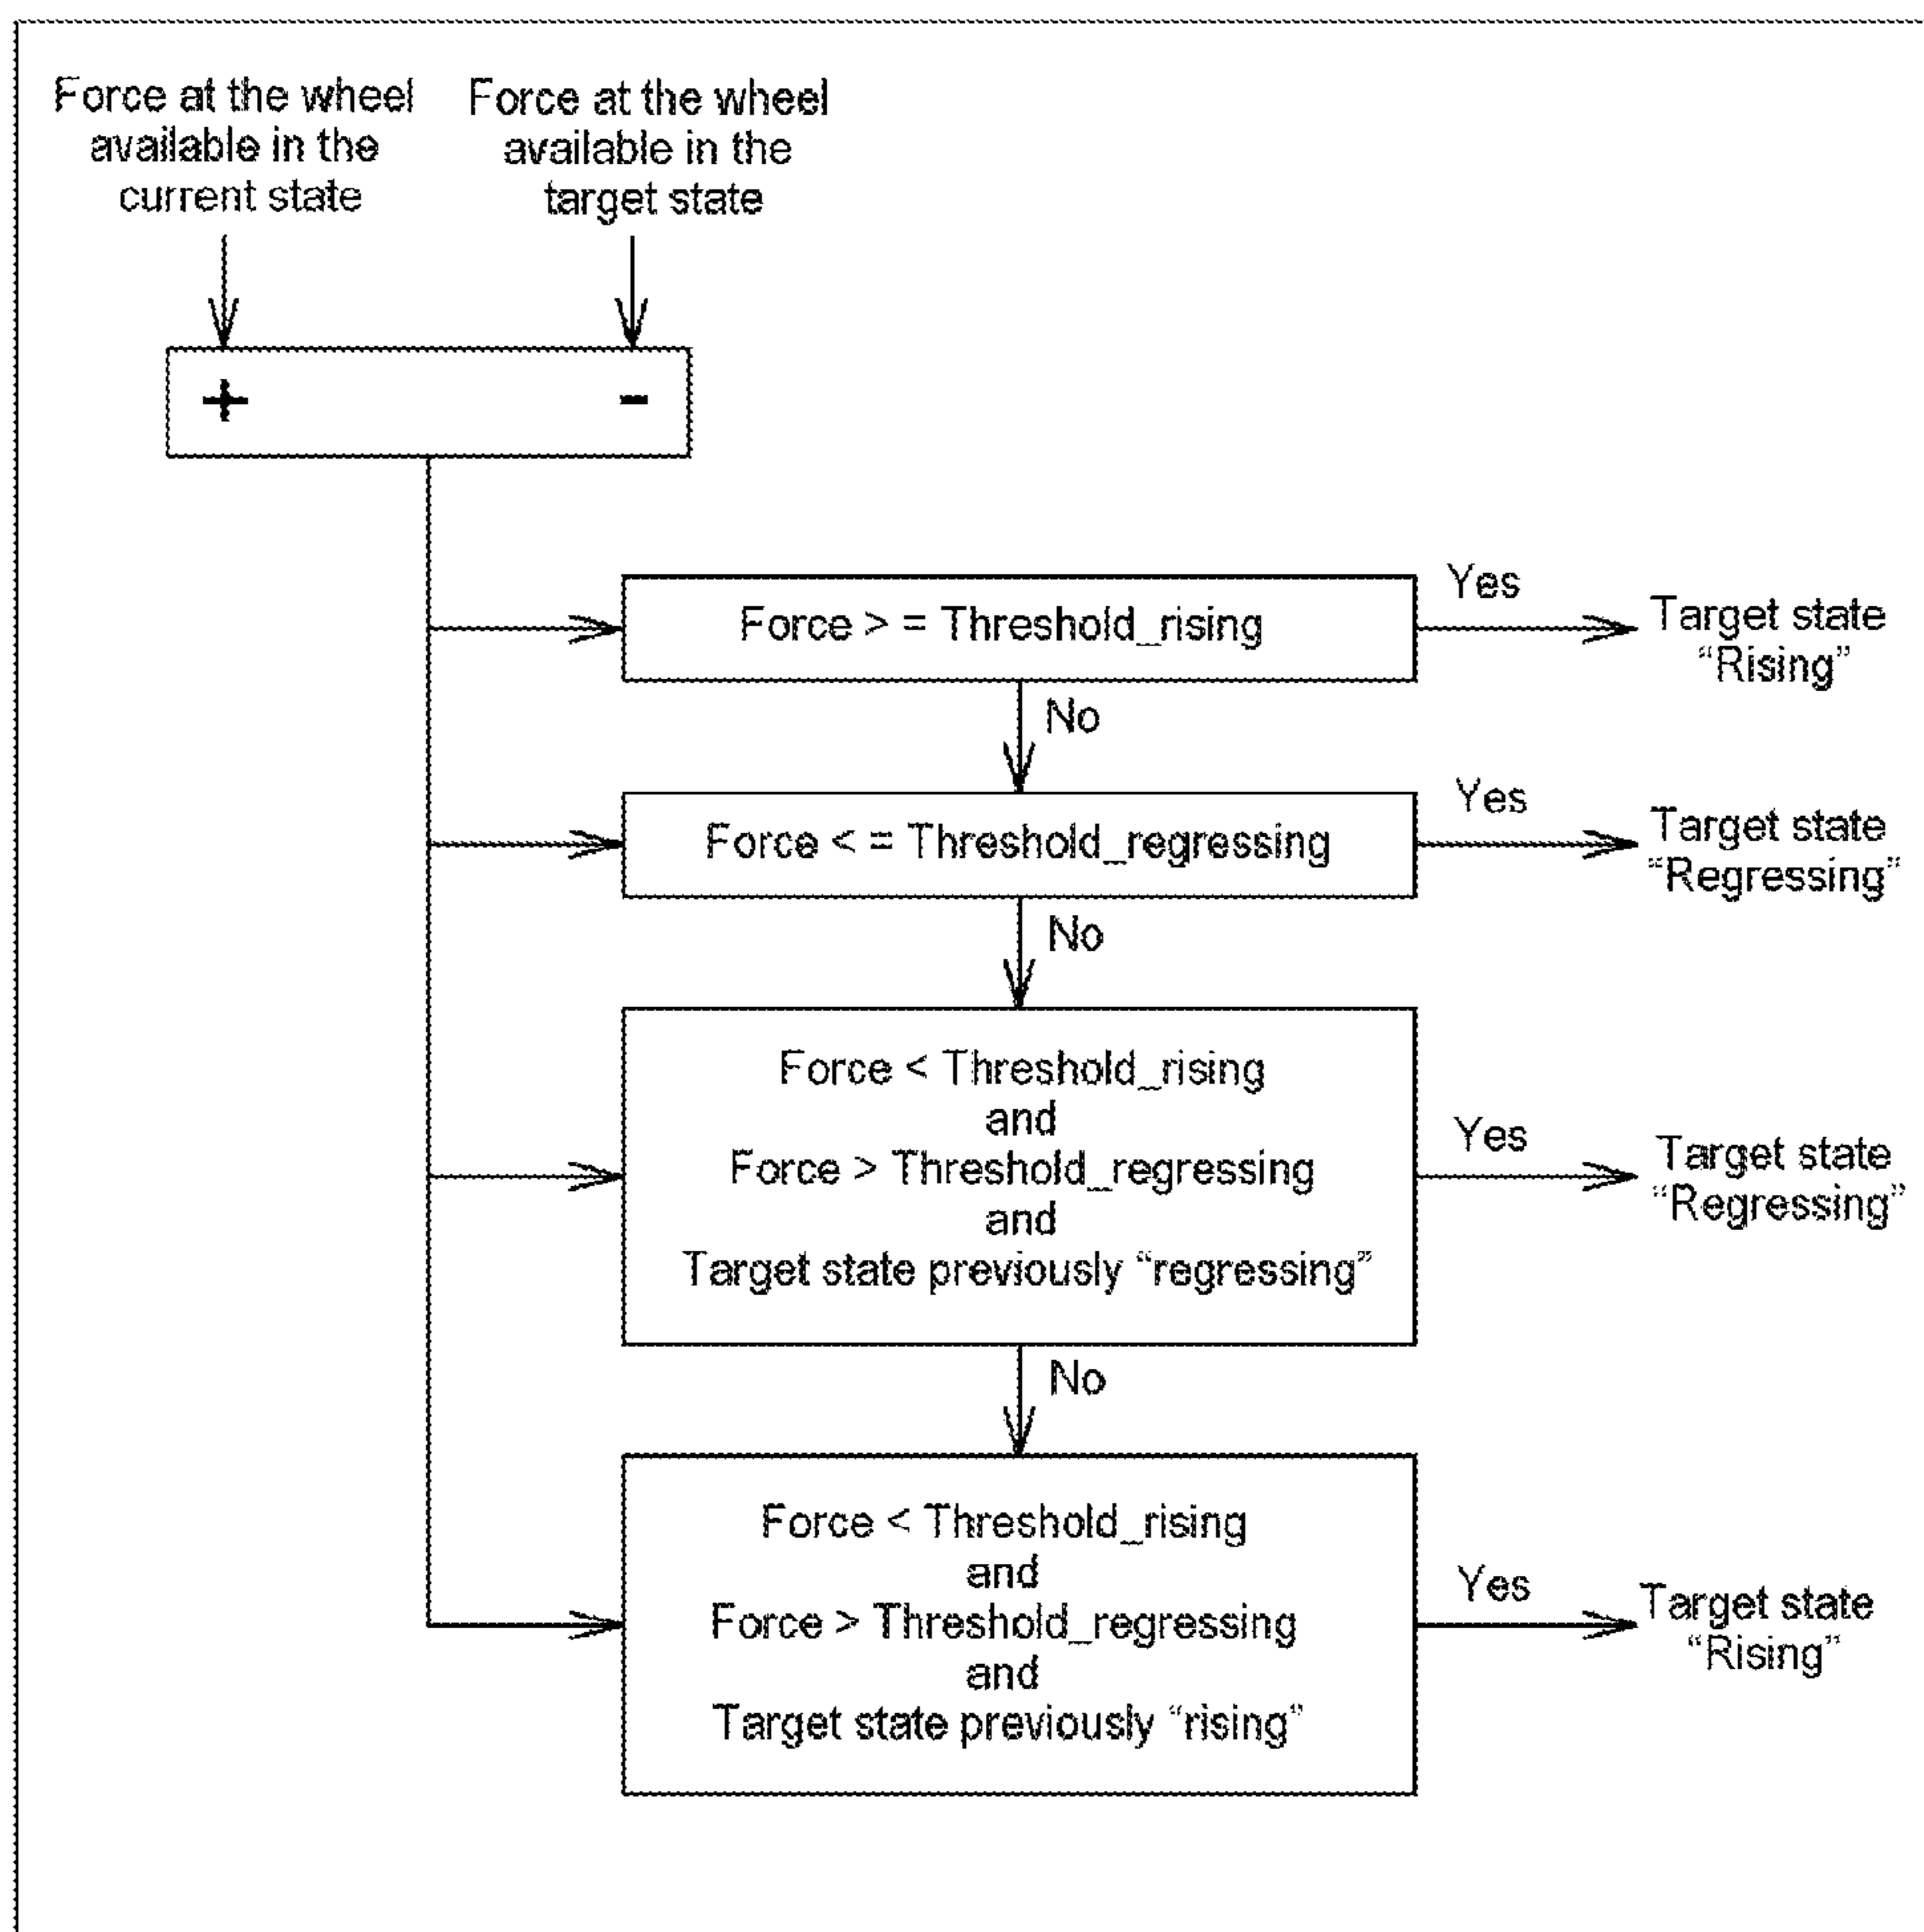 Force at the wheel
available in the
current state
Force at the wheel
available in the
target state
+
-
Force > = Threshold_rising
Yes
Target state
“Rising”
No
Force < = Threshold_regressing
Yes
Target state
“Regressing”
No
Force < Threshold_rising
and
Force > Threshold_regressing
and
Target state previously “regressing”
Yes
Target state
“Regressing”
No
Force < Threshold_rising
and
Force > Threshold_regressing
and
Target state previously “rising”
Yes
Target state
“Rising”